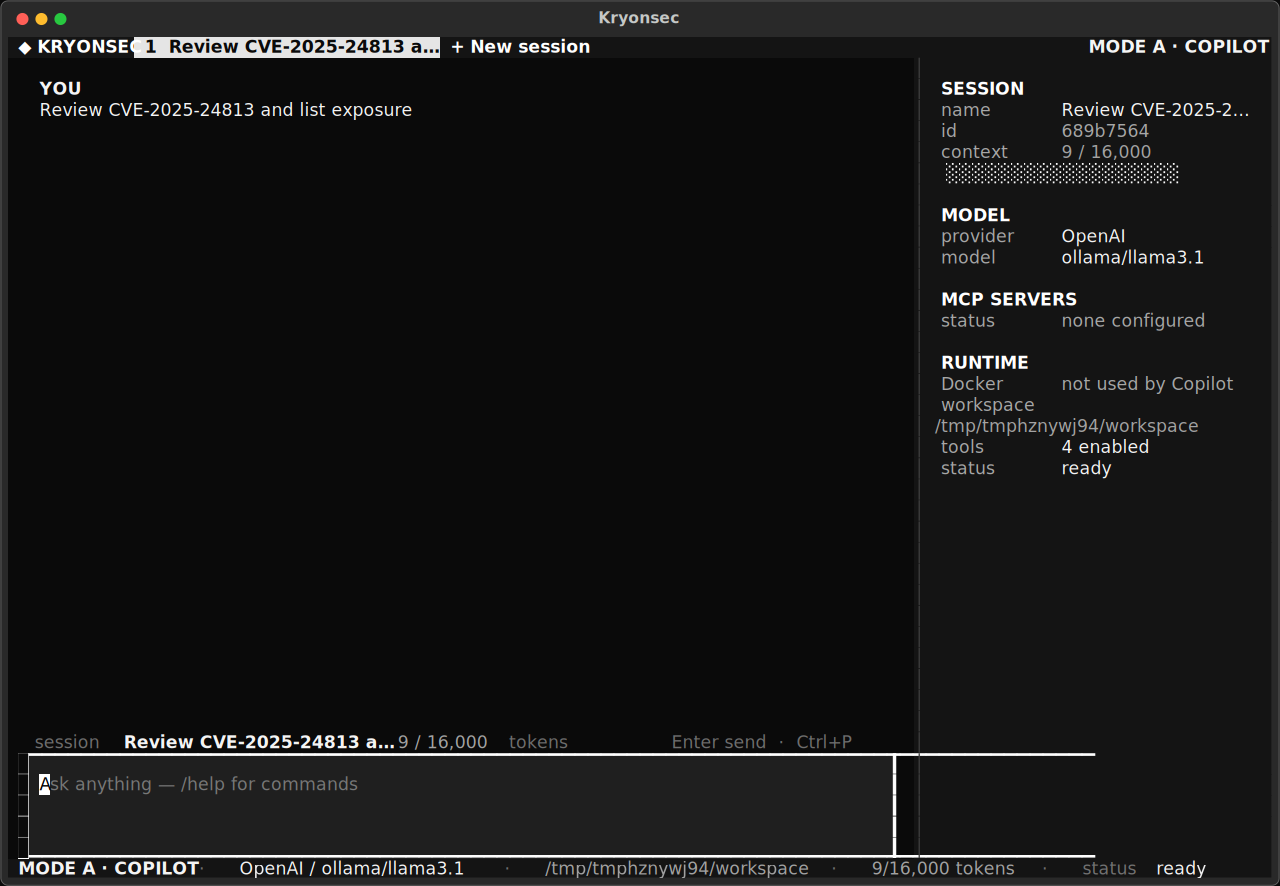 Kryonsec
◆ KRYONSEC 1 Review CVE-2025-24813 a… + New session MODE A · COPILOT
YOU
Review CVE-2025-24813 and list exposure
SESSION
name Review CVE-2025-2…
id 689b7564
context 9 / 16,000
MODEL
provider OpenAI
model ollama/llama3.1
MCP SERVERS
status none configured
RUNTIME
Docker not used by Copilot
workspace
/tmp/tmphznywj94/workspace
tools 4 enabled
status ready
session Review CVE-2025-24813 a… 9 / 16,000 tokens Enter send · Ctrl+P
Ask anything — /help for commands
MODE A · COPILOT · OpenAI / ollama/llama3.1 · /tmp/tmphznywj94/workspace · 9/16,000 tokens · status ready